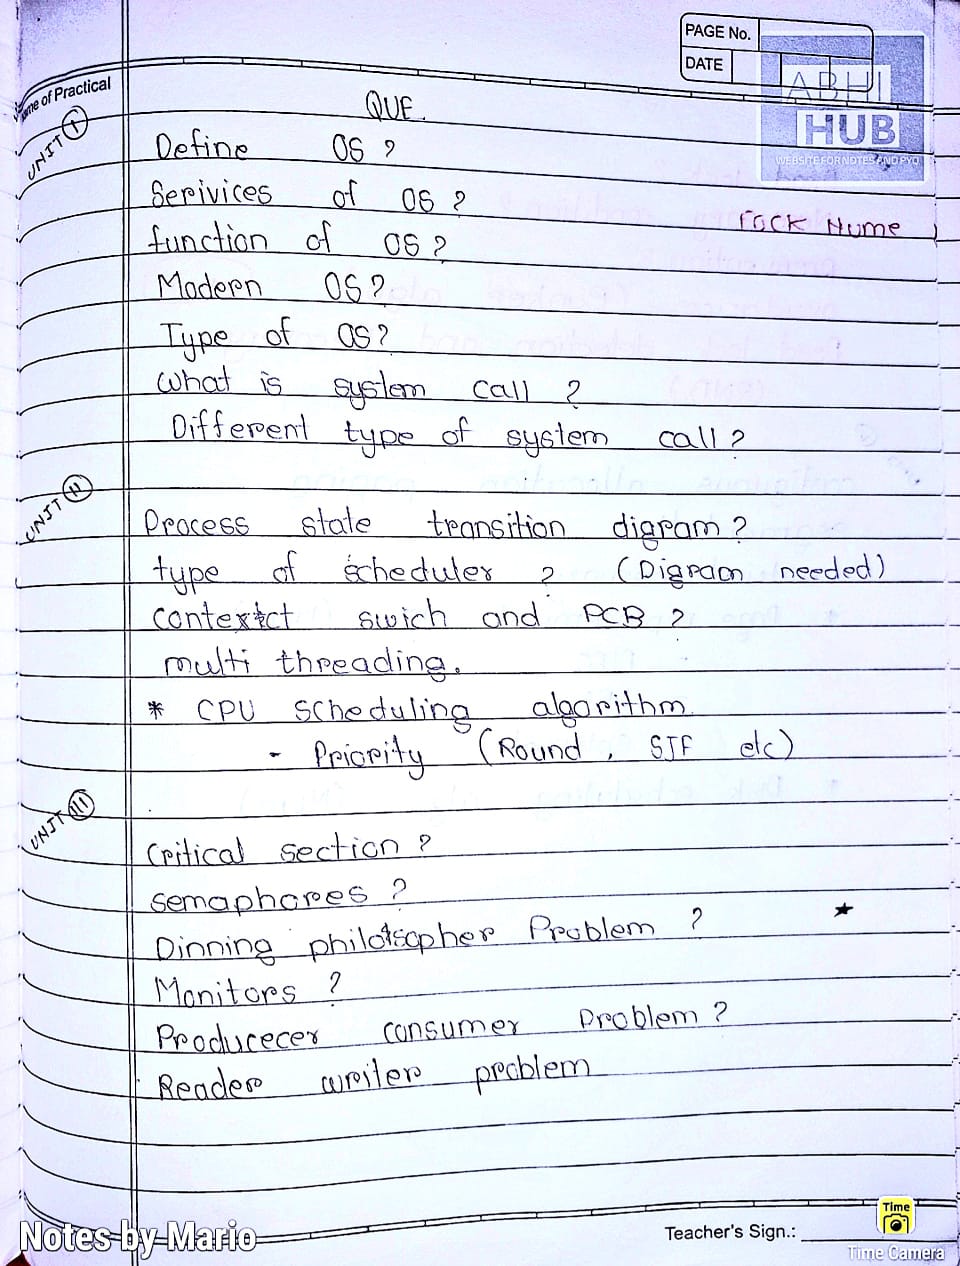 PAGE No.
DATE
ABHI
HUB
WEBSITE FOR NOTES AND PYQ
me of Practical
QUE.
UNIT I
Define OS ?
Serivices of OS ?
function of OS ?
Modern OS ?
Type of OS ?
what is system call ?
Different type of system call ?
UNIT II
Process state transition digram ?
type of scheduler ? (Digram needed)
contexct swich and PCB ?
multi threading.
* CPU scheduling algorithm.
- Priority (Round , SJF etc)
UNIT III
Critical section ?
semaphores ?
Dinning philosopher Problem ? ★
Monitors ?
Producecer consumer Problem ?
Reader writer problem
Notes by Mario
Teacher's Sign.:
Time
Time Camera